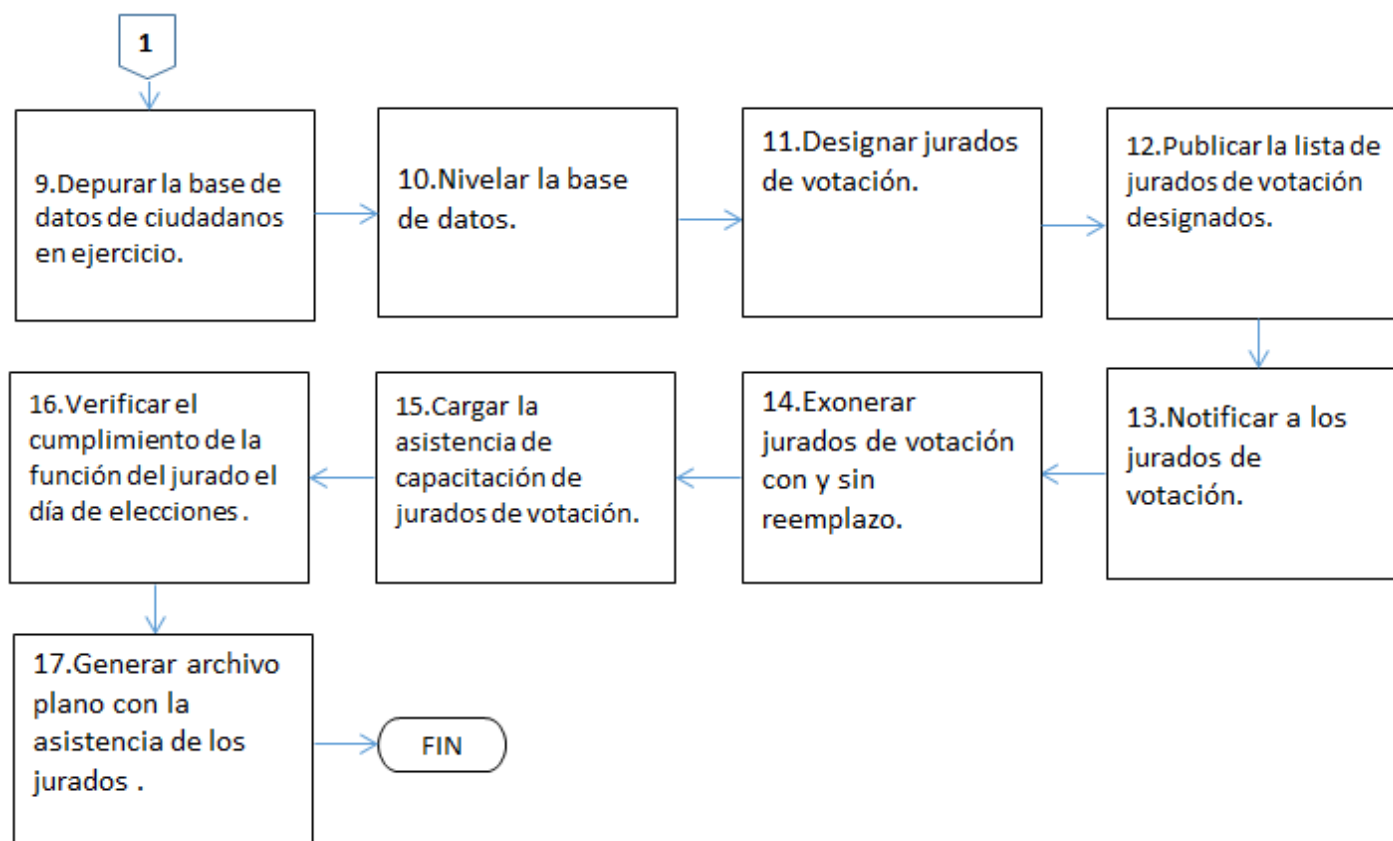 1
9.Depurar la base de
datos de ciudadanos
en ejercicio.
10.Nivelar la base
de datos.
11.Designar jurados
de votación.
12.Publicar la lista de
jurados de votación
designados.
13.Notificar a los
jurados de
votación.
14.Exonerar
jurados de votación
con y sin
reemplazo.
15.Cargar la
asistencia de
capacitación de
jurados de votación.
16.Verificar el
cumplimiento de la
función del jurado el
día de elecciones .
17.Generar archivo
plano con la
asistencia de los
jurados .
FIN